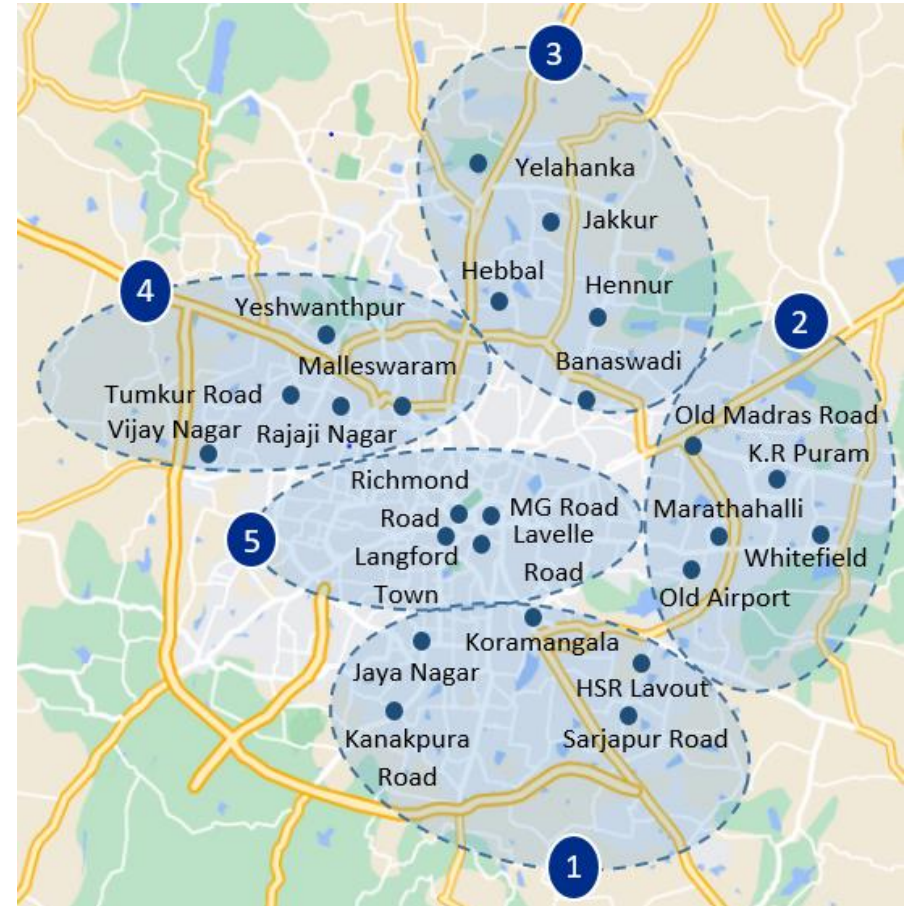 3
Yelahanka
Jakkur
Hebbal
Hennur
4
Yeshwanthpur
2
Malleswaram
Banaswadi
Tumkur Road
Old Madras Road
Vijay Nagar
Rajaji Nagar
K.R Puram
Richmond
Road
MG Road
Marathahalli
5
Lavelle
Road
Langford
Town
Whitefield
Old Airport
Koramangala
Jaya Nagar
HSR Lavout
Kanakpura
Road
Sarjapur Road
1